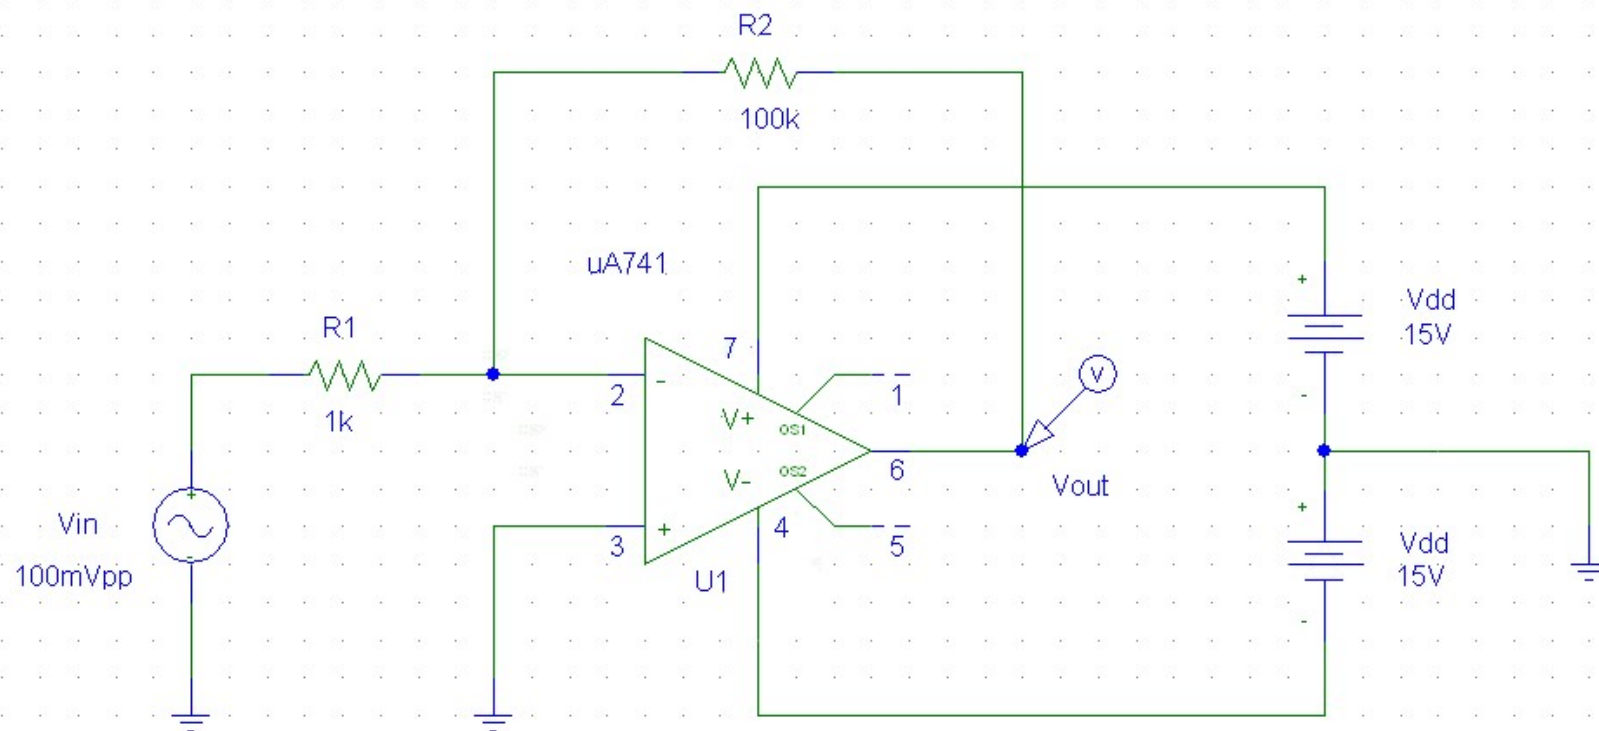 R2
100k
uA741
R1
1k
7
2
-
V+
OS1
1
+
Vdd
15V
-
V
6
Vout
OS2
V-
3
+
4
5
U1
Vin
100mVpp
+
-
+
Vdd
15V
-